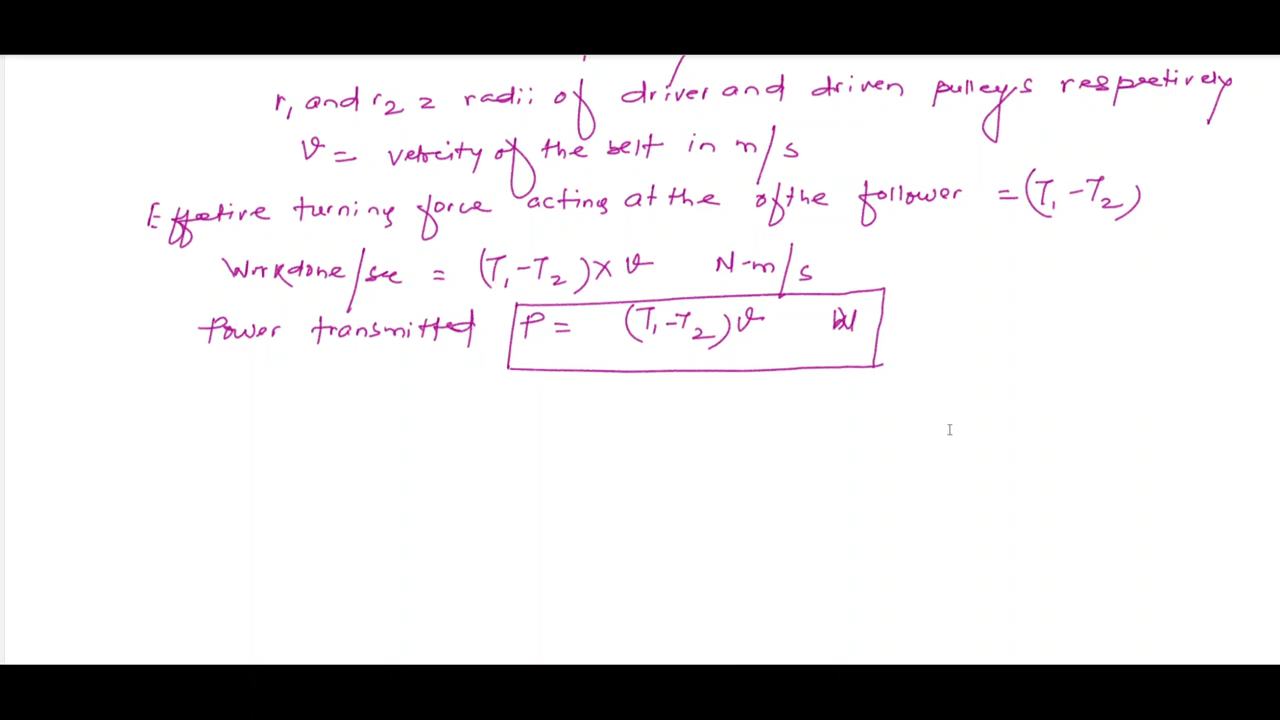 r₁ and r₂ = radii of driver and driven pulleys respectively
v = velocity of the belt in m/s
Effective turning force acting at the of the follower = (T₁-T₂)
Workdone/sec = (T₁-T₂) × v N-m/s
Power transmitted P = (T₁-T₂) v W